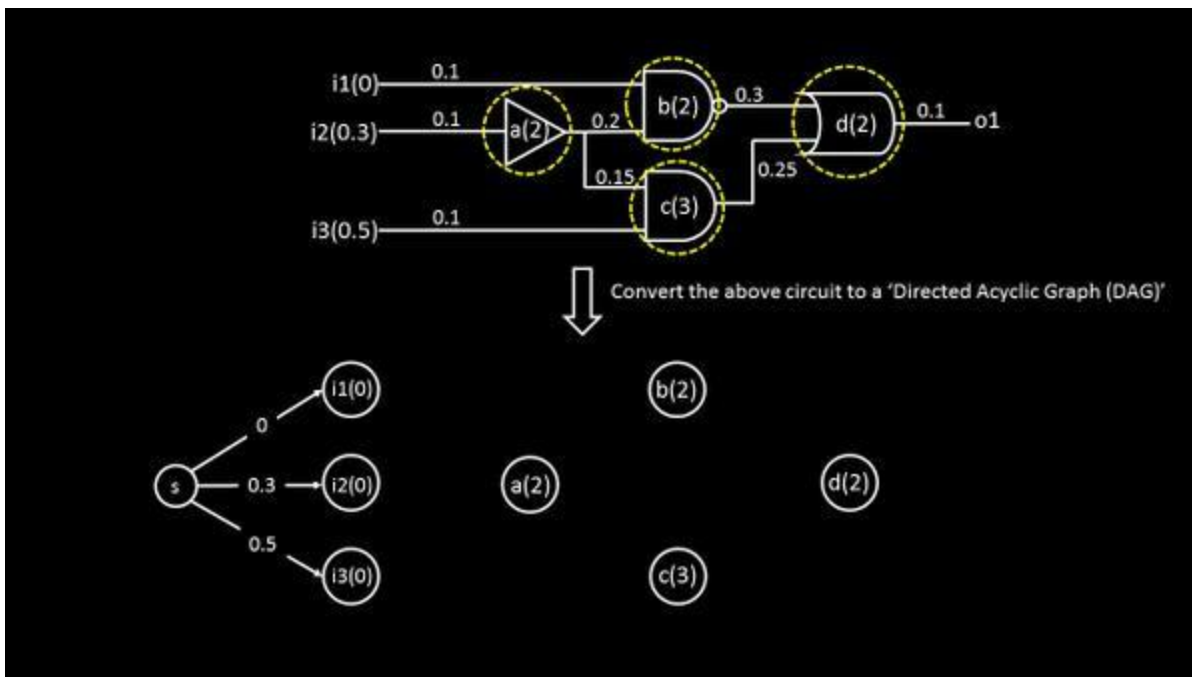 0.1
i1(0)
b(2)
0.3
0.1
i2(0.3)
0.1
a(2)
0.2
d(2)
o1
0.15
0.25
c(3)
i3(0.5)
0.1
Convert the above circuit to a ‘Directed Acyclic Graph (DAG)’
i1(0)
b(2)
0
s
0.3
i2(0)
a(2)
d(2)
0.5
i3(0)
c(3)